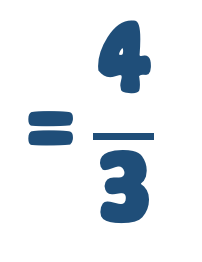 = 4/3